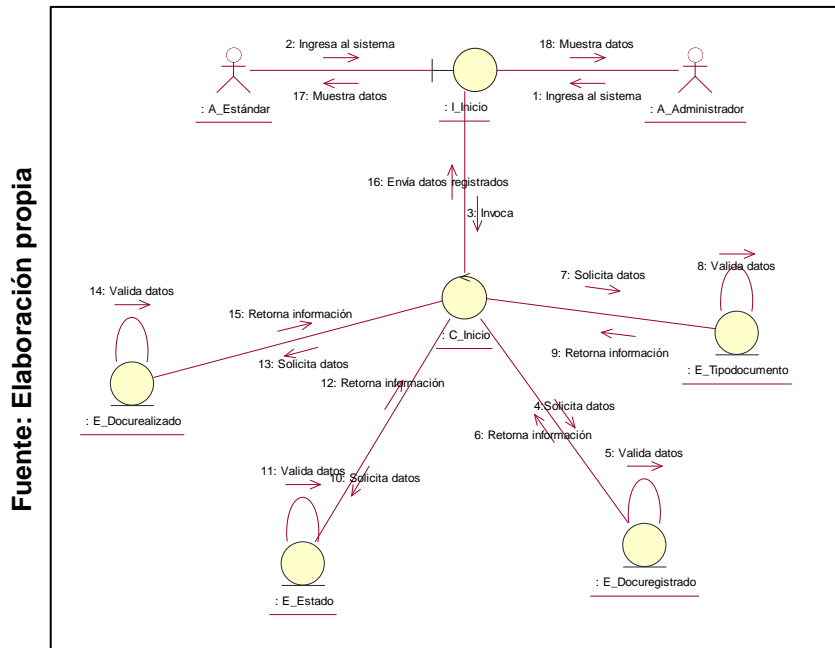 Fuente: Elaboración propia
2: Ingresa al sistema
18: Muestra datos
17: Muestra datos
1: Ingresa al sistema
: A_Estándar
: I_Inicio
: A_Administrador
16: Envía datos registrados
3: Invoca
7: Solicita datos
8: Valida datos
14: Valida datos
15: Retorna información
: C_Inicio
9: Retorna información
: E_Tipodocumento
13: Solicita datos
12: Retorna información
4:Solicita datos
6: Retorna información
: E_Docurealizado
5: Valida datos
11: Valida datos
10: Solicita datos
: E_Docuregistrado
: E_Estado